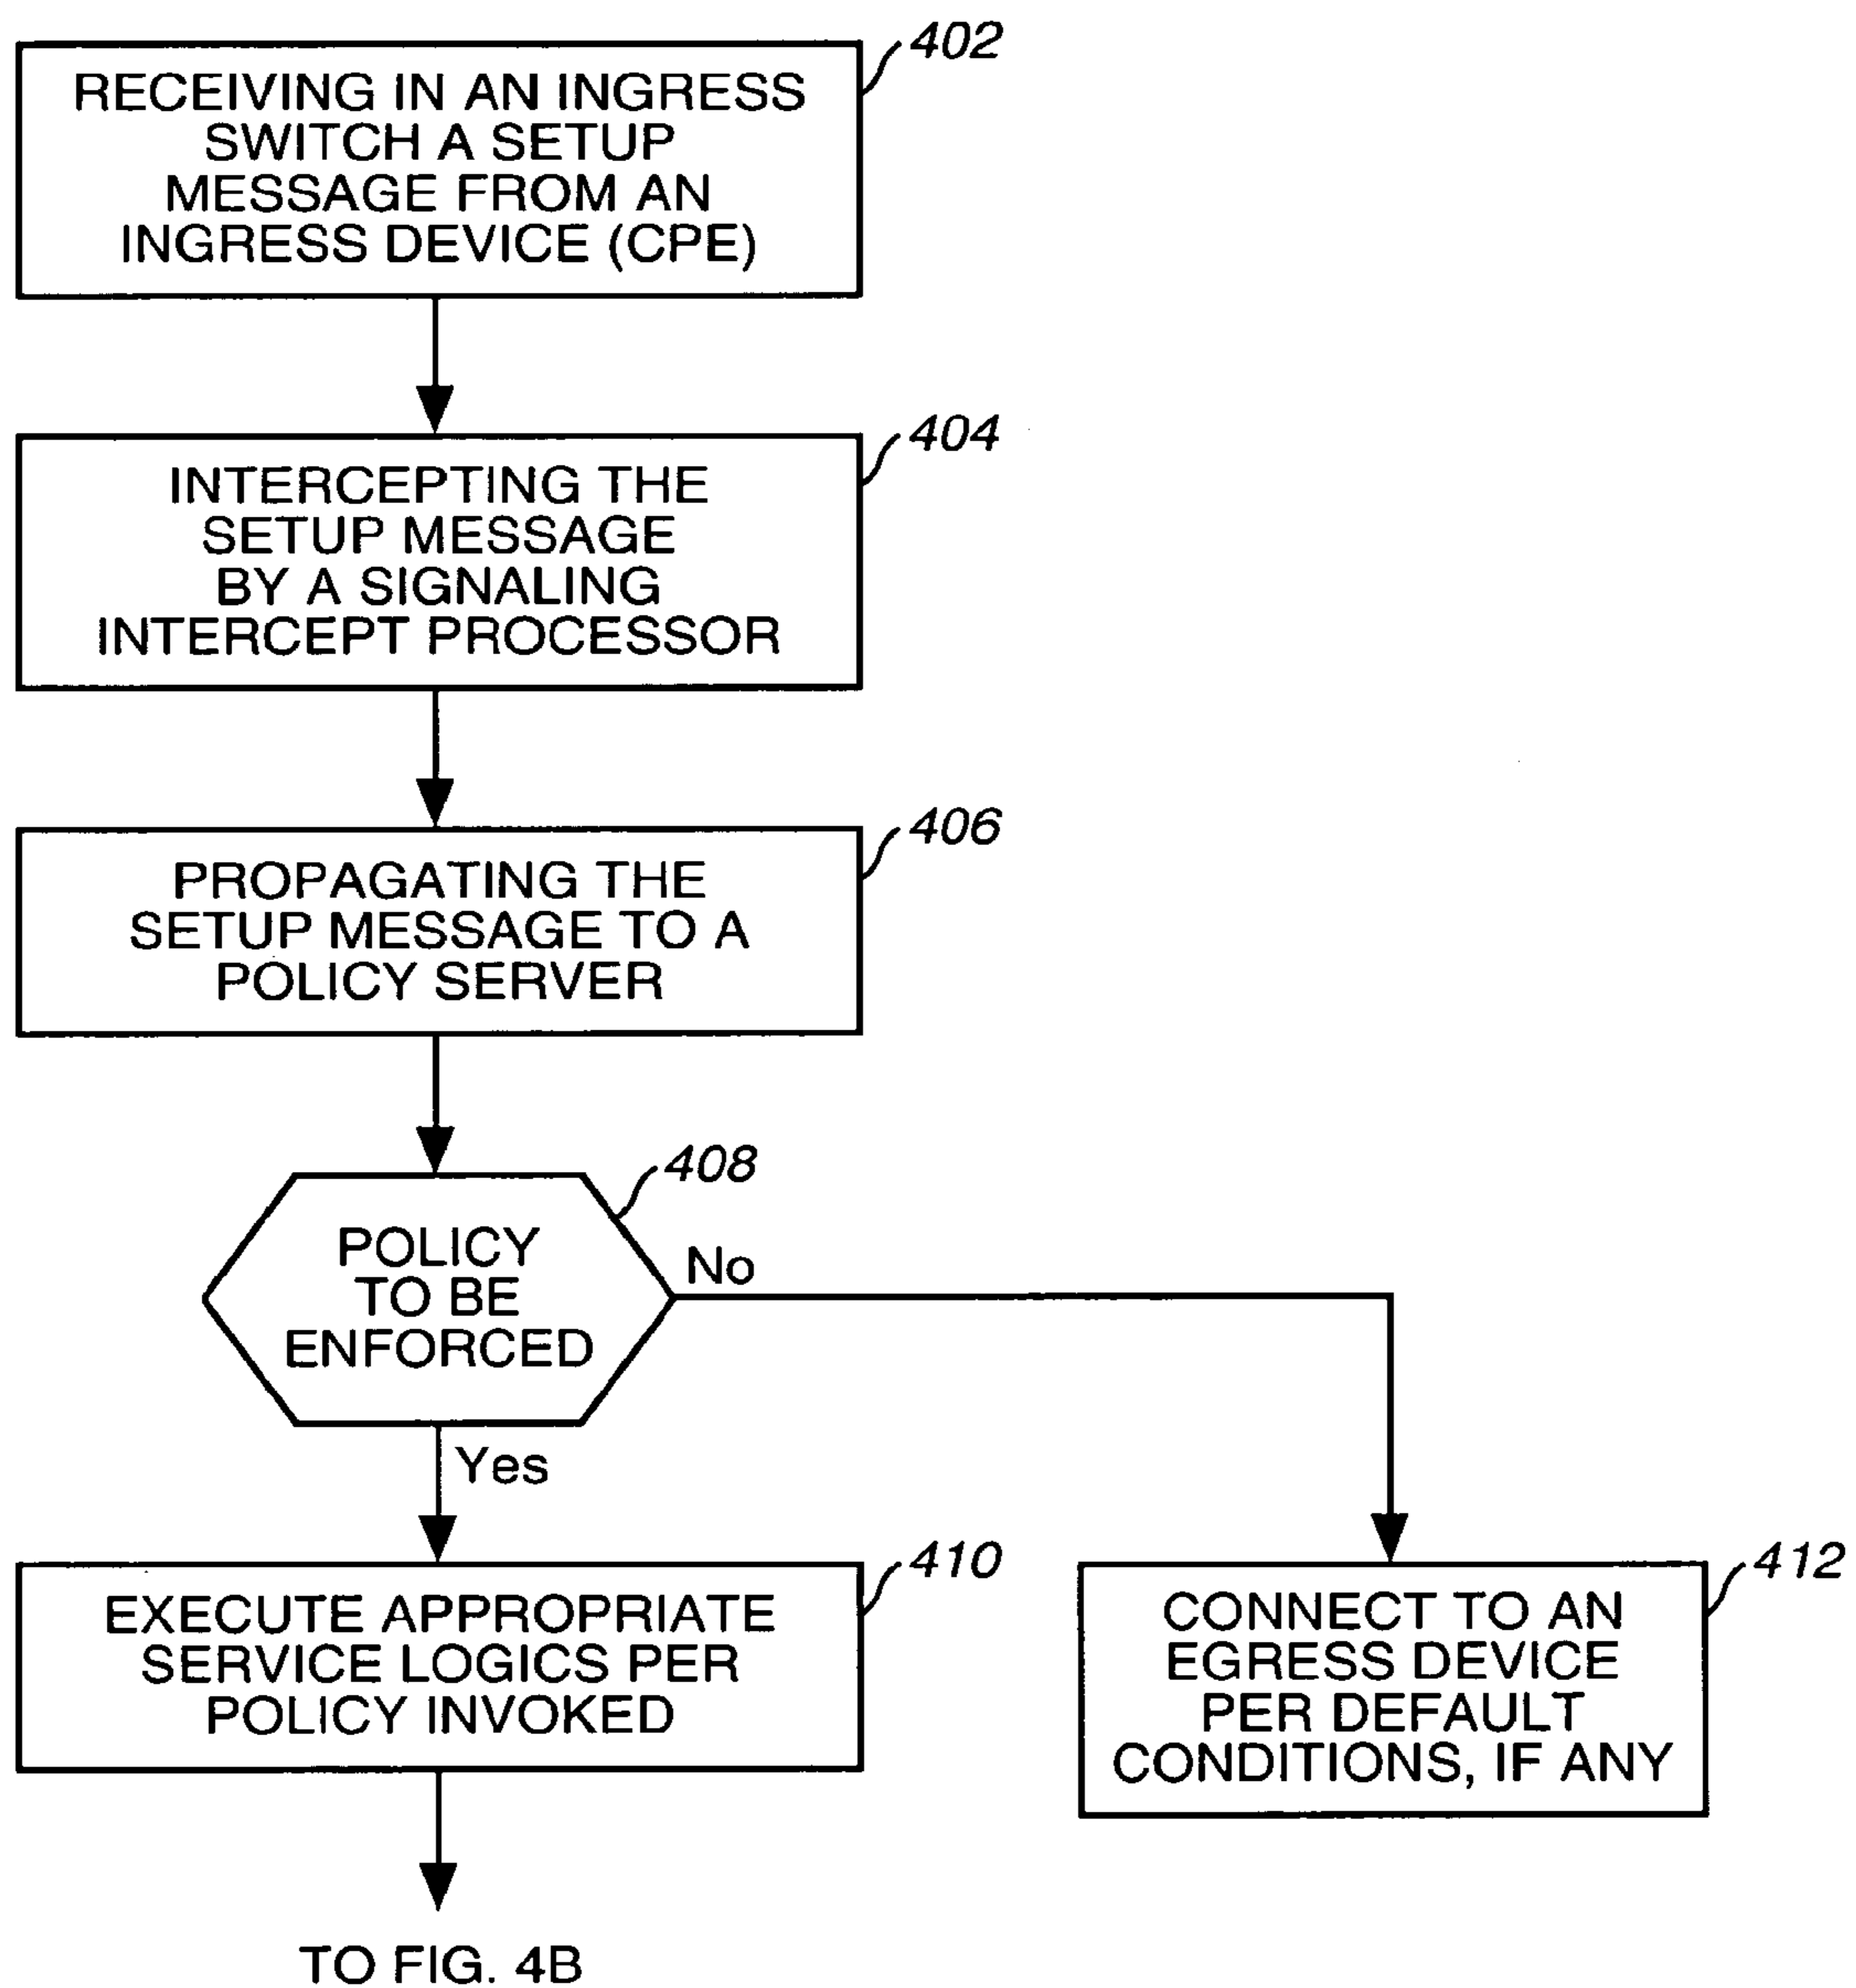 402
RECEIVING IN AN INGRESS
SWITCH A SETUP
MESSAGE FROM AN
INGRESS DEVICE (CPE)
404
INTERCEPTING THE
SETUP MESSAGE
BY A SIGNALING
INTERCEPT PROCESSOR
406
PROPAGATING THE
SETUP MESSAGE TO A
POLICY SERVER
408
POLICY
TO BE
ENFORCED
No
Yes
410
EXECUTE APPROPRIATE
SERVICE LOGICS PER
POLICY INVOKED
412
CONNECT TO AN
EGRESS DEVICE
PER DEFAULT
CONDITIONS, IF ANY
TO FIG. 4B